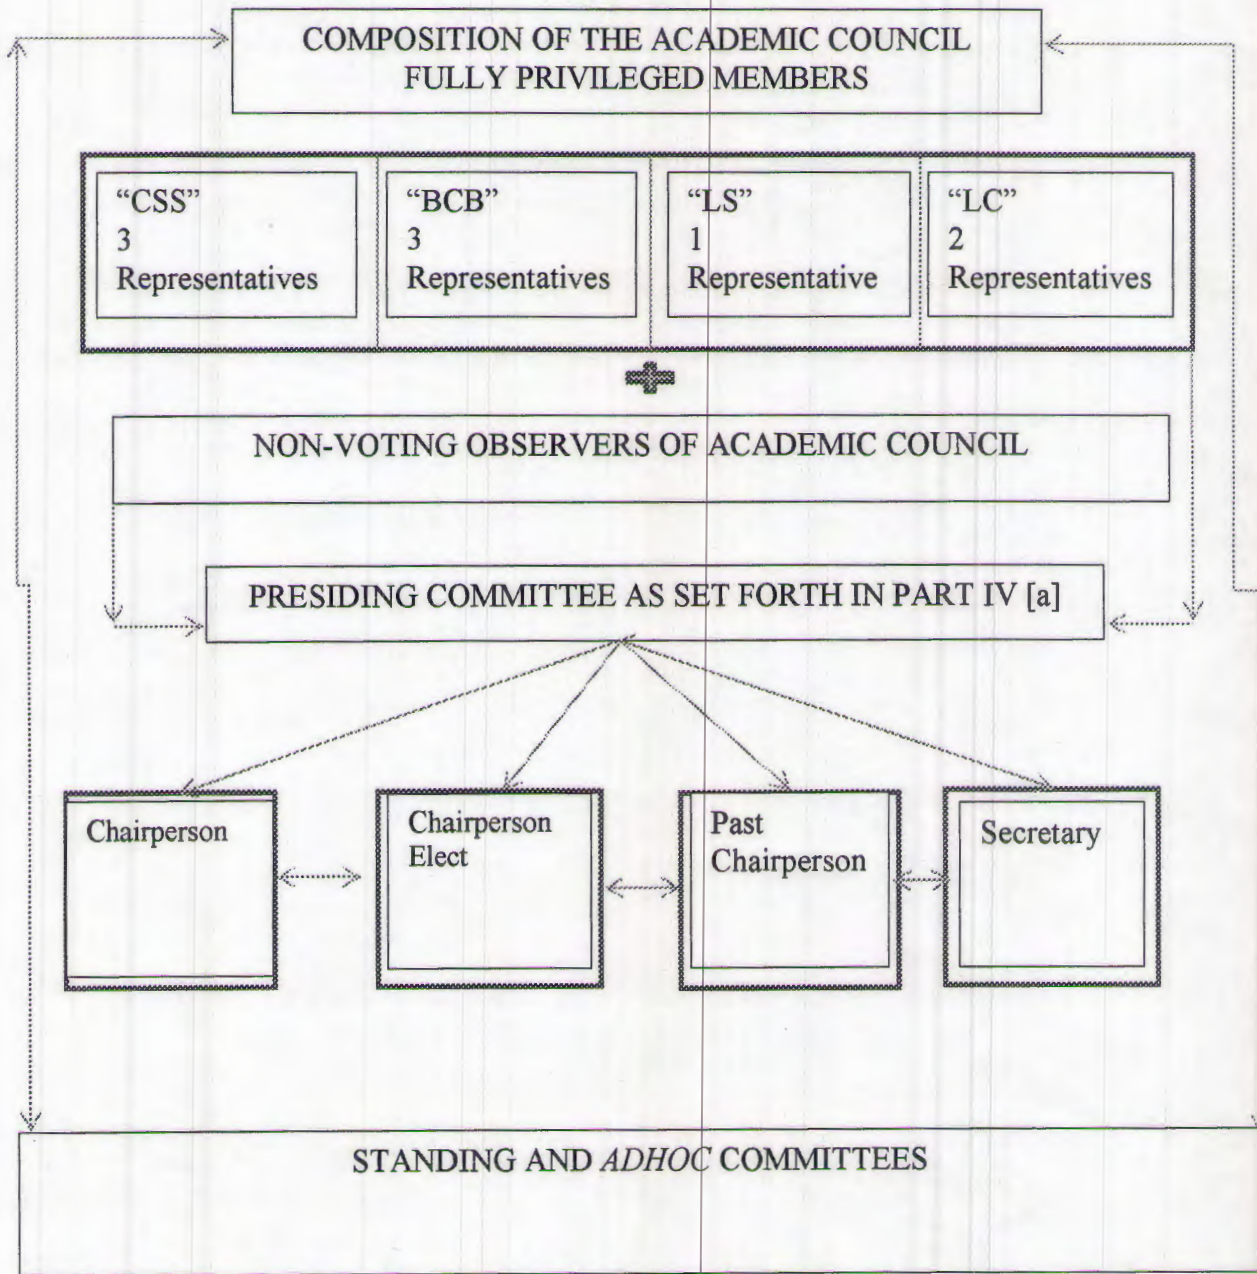 COMPOSITION OF THE ACADEMIC COUNCIL
FULLY PRIVILEGED MEMBERS
“CSS”
3
Representatives
“BCB”
3
Representatives
“LS”
1
Representative
“LC”
2
Representatives
NON-VOTING OBSERVERS OF ACADEMIC COUNCIL
PRESIDING COMMITTEE AS SET FORTH IN PART IV [a]
Chairperson
Chairperson
Elect
Past
Chairperson
Secretary
STANDING AND ADHOC COMMITTEES